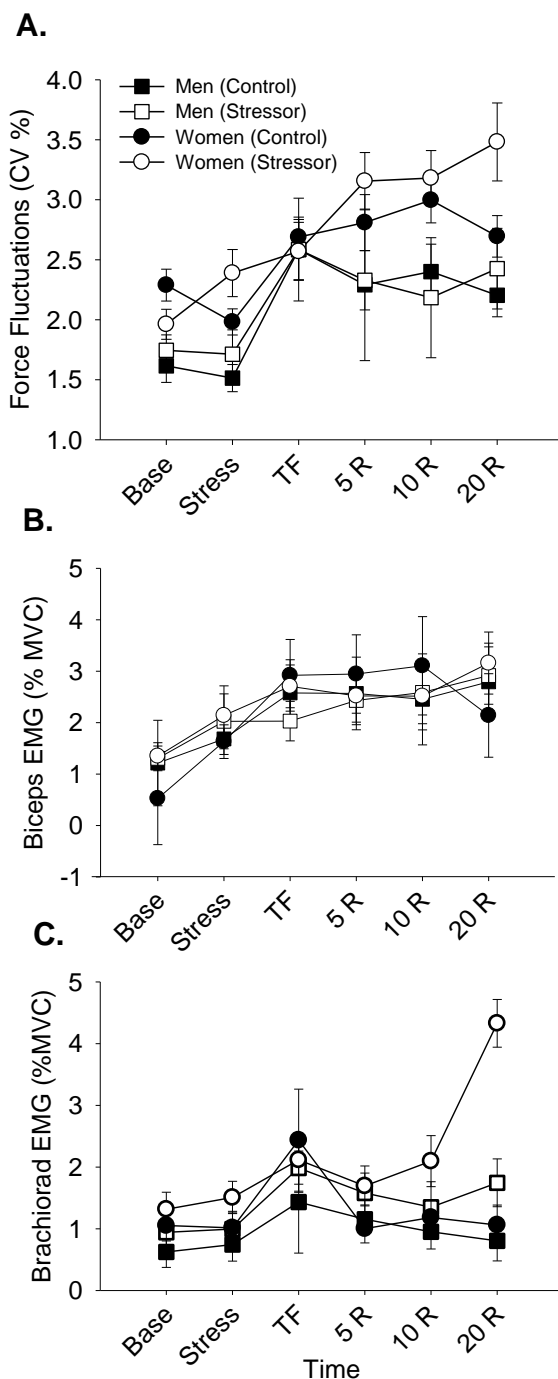 A.
Force Fluctuations (CV %)
4.0
3.5
3.0
2.5
2.0
1.5
1.0
Men (Control)
Men (Stressor)
Women (Control)
Women (Stressor)
Base
Stress
TF
5 R
10 R
20 R
B.
Biceps EMG (% MVC)
5
4
3
2
1
0
-1
Base
Stress
TF
5 R
10 R
20 R
C.
Brachiorad EMG (%MVC)
5
4
3
2
1
0
Base
Stress
TF
5 R
10 R
20 R
Time